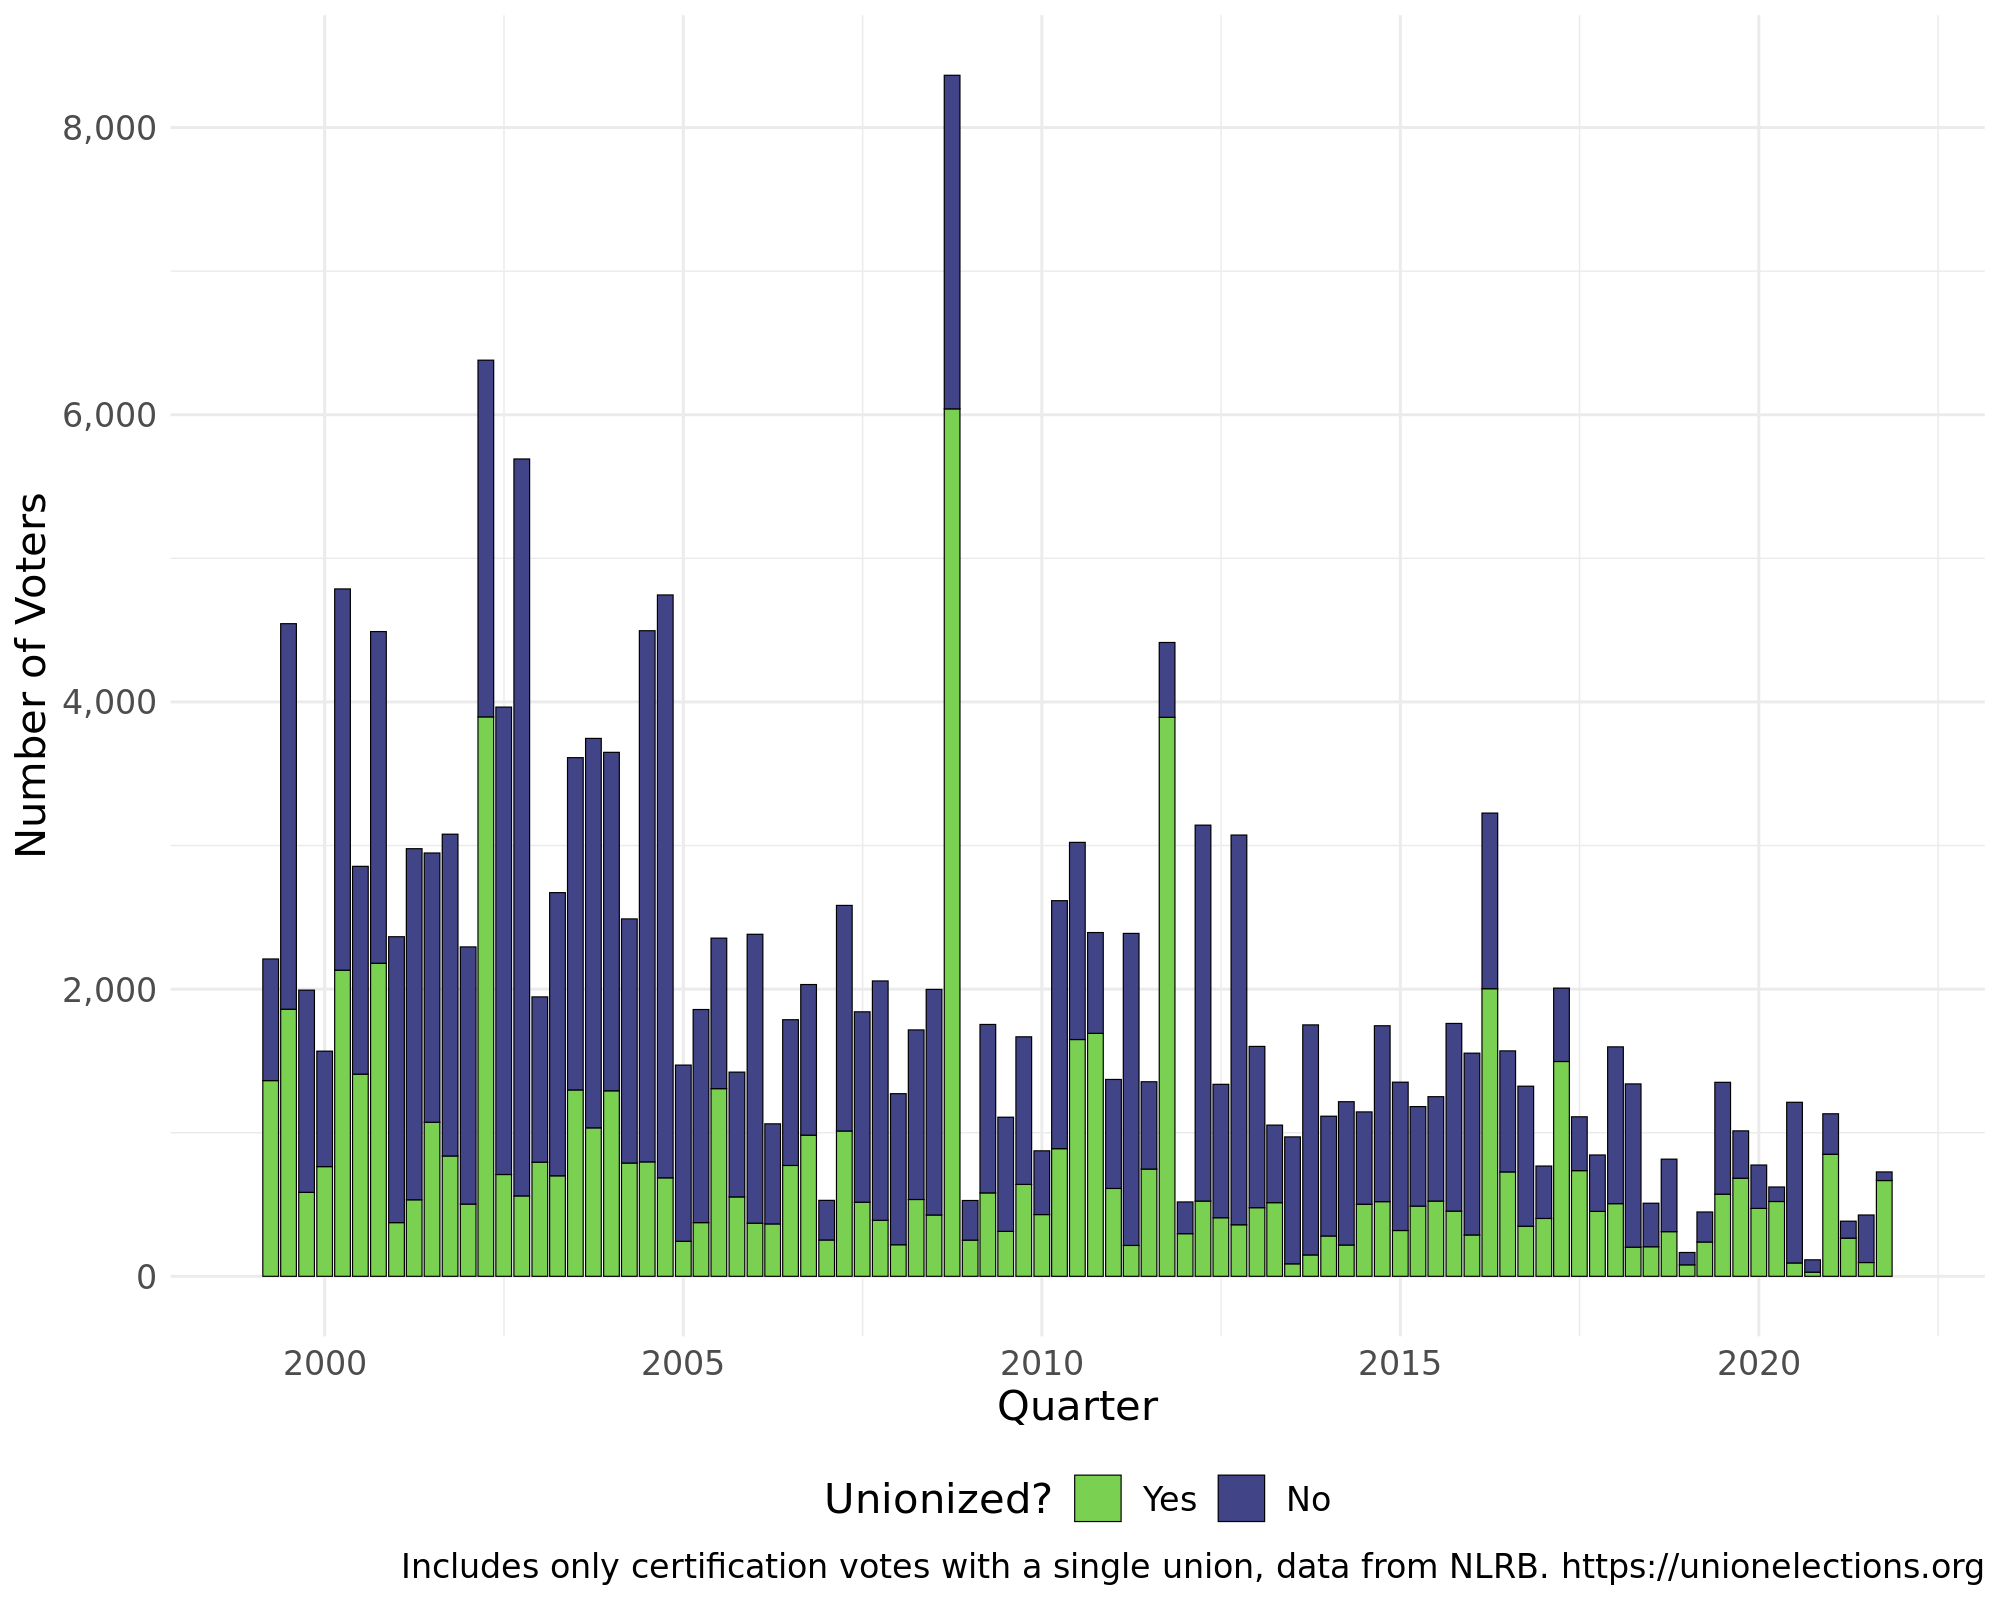 8,000
6,000
4,000
2,000
0
Number of Voters
2000 2005 2010 2015 2020
Quarter
Unionized? Yes No
Includes only certification votes with a single union, data from NLRB. https://unionelections.org